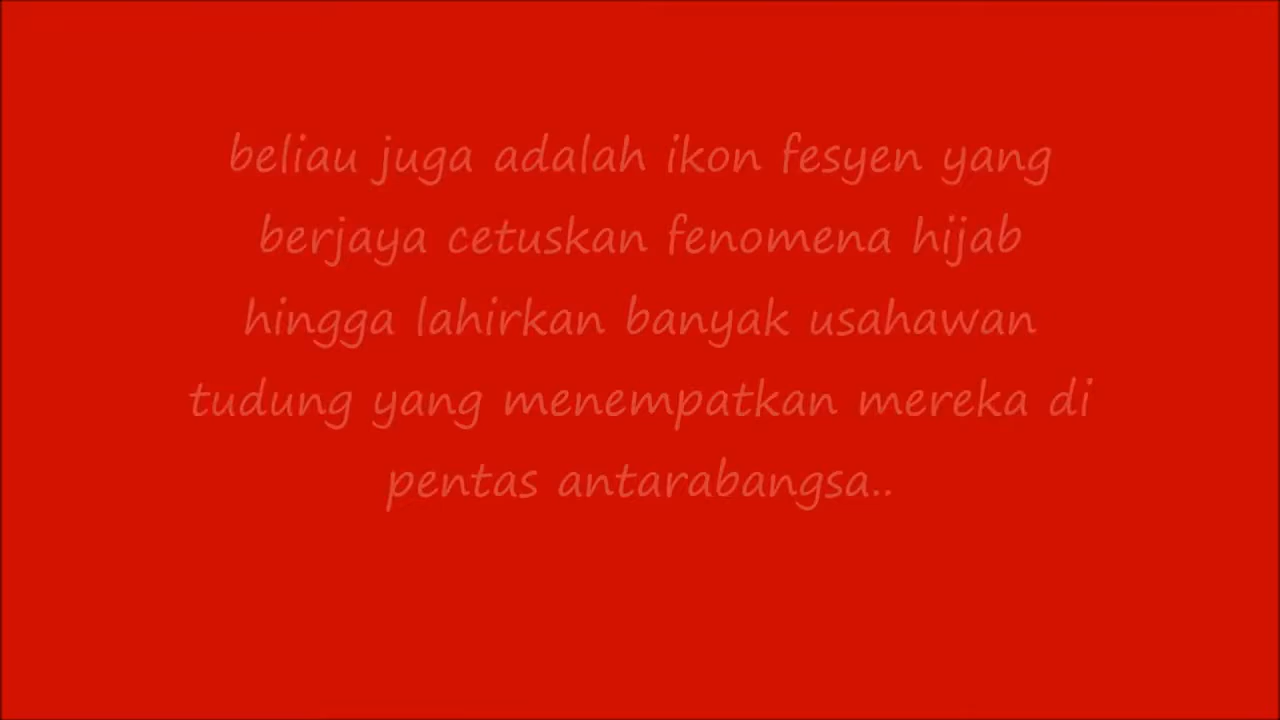 beliau juga adalah ikon fesyen yang
berjaya cetuskan fenomena hijab
hingga lahirkan banyak usahawan
tudung yang menempatkan mereka di
pentas antarabangsa..